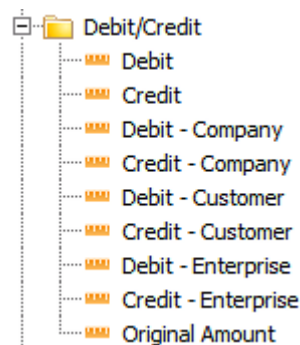 Debit/Credit
Debit
Credit
Debit - Company
Credit - Company
Debit - Customer
Credit - Customer
Debit - Enterprise
Credit - Enterprise
Original Amount